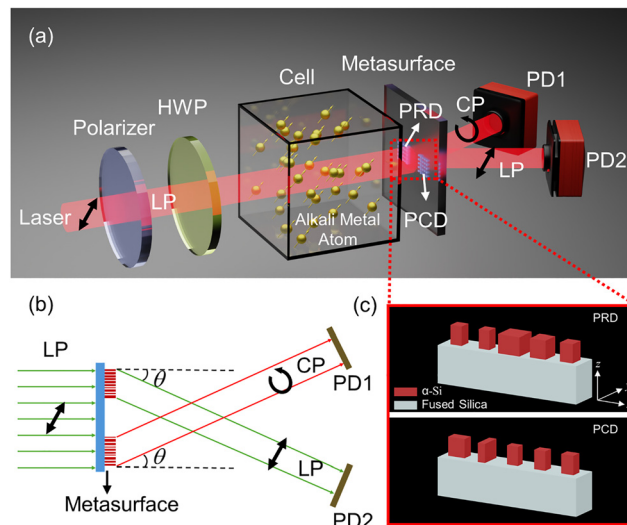 (a)
Metasurface
Cell
PD1
HWP
PRD
CP
Polarizer
PD2
LP
LP
Laser
Alkali Metal
Atom
PCD
(b)
(c)
LP
θ
CP
PD1
θ
LP
Metasurface
PD2
PRD
α-Si
Fused Silica
z
PCD